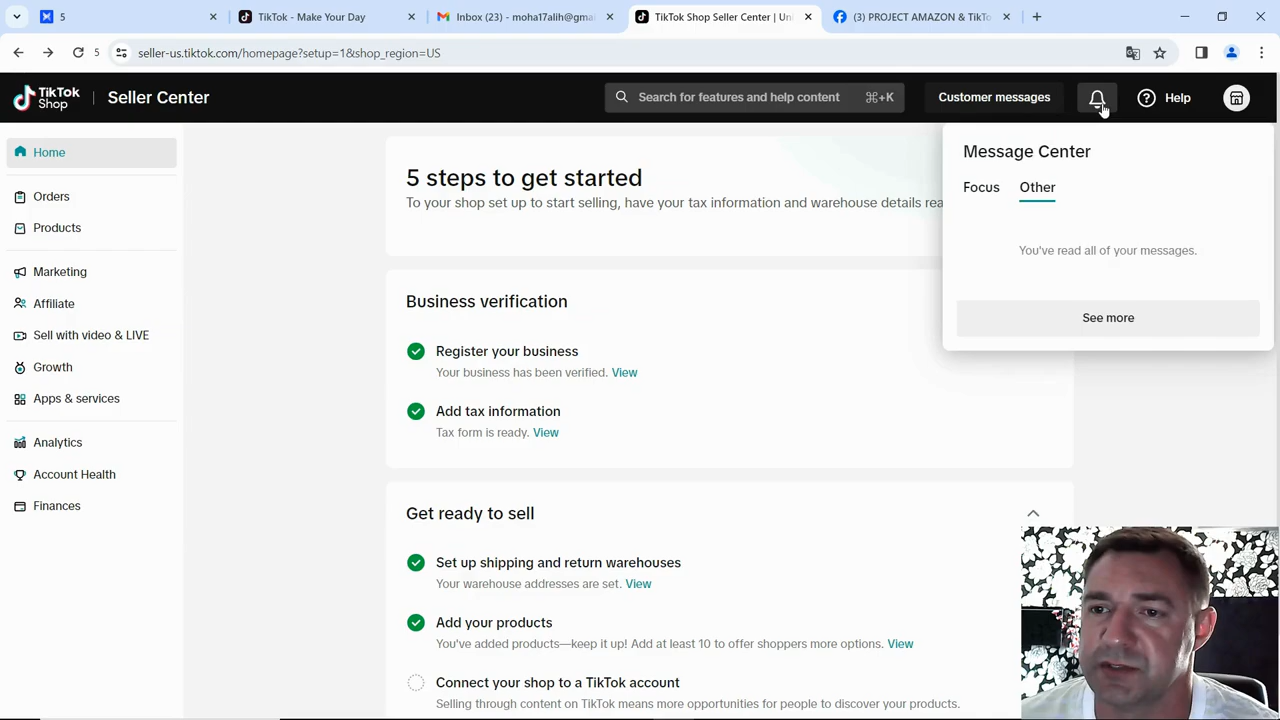 5
TikTok - Make Your Day
Inbox (23) - moha17alih@gmai
TikTok Shop Seller Center | Uni
(3) PROJECT AMAZON & TikTo
5
seller-us.tiktok.com/homepage?setup=1&shop_region=US
TikTok Shop
Seller Center
Search for features and help content ⌘+K
Customer messages
Help
Home
Orders
Products
Marketing
Affiliate
Sell with video & LIVE
Growth
Apps & services
Analytics
Account Health
Finances
5 steps to get started
To your shop set up to start selling, have your tax information and warehouse details rea
Business verification
Register your business
Your business has been verified. View
Add tax information
Tax form is ready. View
Get ready to sell
Set up shipping and return warehouses
Your warehouse addresses are set. View
Add your products
You've added products—keep it up! Add at least 10 to offer shoppers more options. View
Connect your shop to a TikTok account
Selling through content on TikTok means more opportunities for people to discover your products.
Message Center
Focus Other
You've read all of your messages.
See more